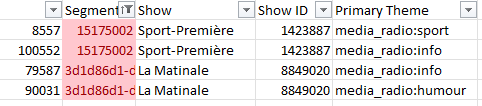 Segment Show Show ID Primary Theme
8557 15175002 Sport-Première 1423887 media_radio:sport
100552 15175002 Sport-Première 1423887 media_radio:info
79587 3d1d86d1-d La Matinale 8849020 media_radio:info
90031 3d1d86d1-d La Matinale 8849020 media_radio:humour